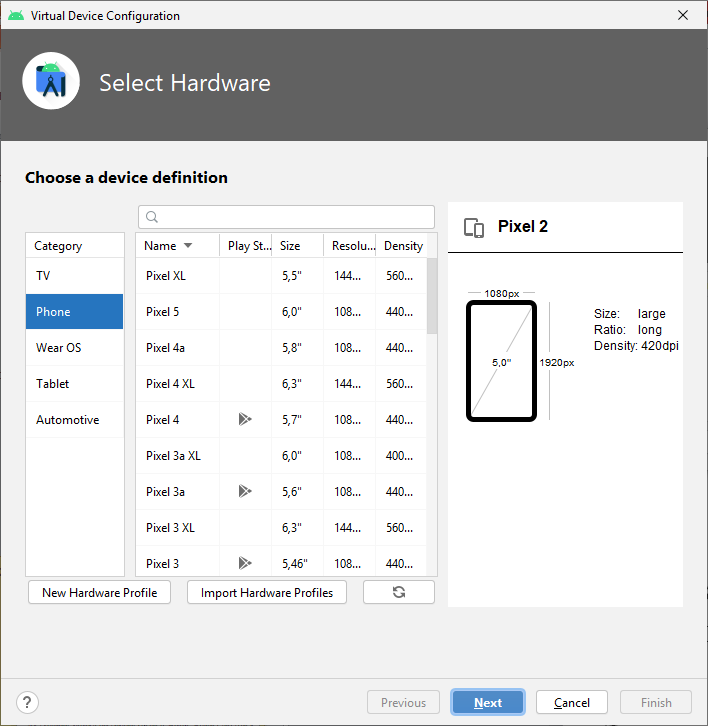 Virtual Device Configuration
Select Hardware
Choose a device definition
Category
TV
Phone
Wear OS
Tablet
Automotive
Name Play St... Size Resolu... Density
Pixel XL 5,5" 144... 560...
Pixel 5 6,0" 108... 440...
Pixel 4a 5,8" 108... 440...
Pixel 4 XL 6,3" 144... 560...
Pixel 4 5,7" 108... 440...
Pixel 3a XL 6,0" 108... 400...
Pixel 3a 5,6" 108... 440...
Pixel 3 XL 6,3" 144... 560...
Pixel 3 5,46" 108... 440...
New Hardware Profile
Import Hardware Profiles
Pixel 2
1080px
5,0"
1920px
Size: large
Ratio: long
Density: 420dpi
?
Previous
Next
Cancel
Finish